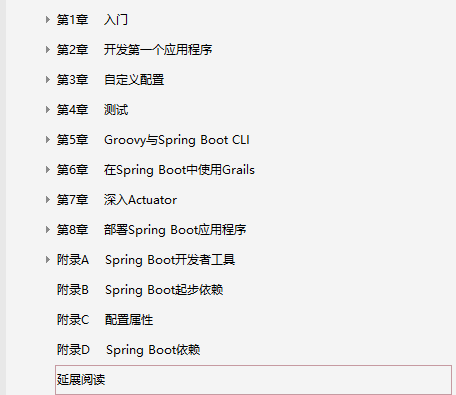 第1章 入门
第2章 开发第一个应用程序
第3章 自定义配置
第4章 测试
第5章 Groovy与Spring Boot CLI
第6章 在Spring Boot中使用Grails
第7章 深入Actuator
第8章 部署Spring Boot应用程序
附录A Spring Boot开发者工具
附录B Spring Boot起步依赖
附录C 配置属性
附录D Spring Boot依赖
延展阅读